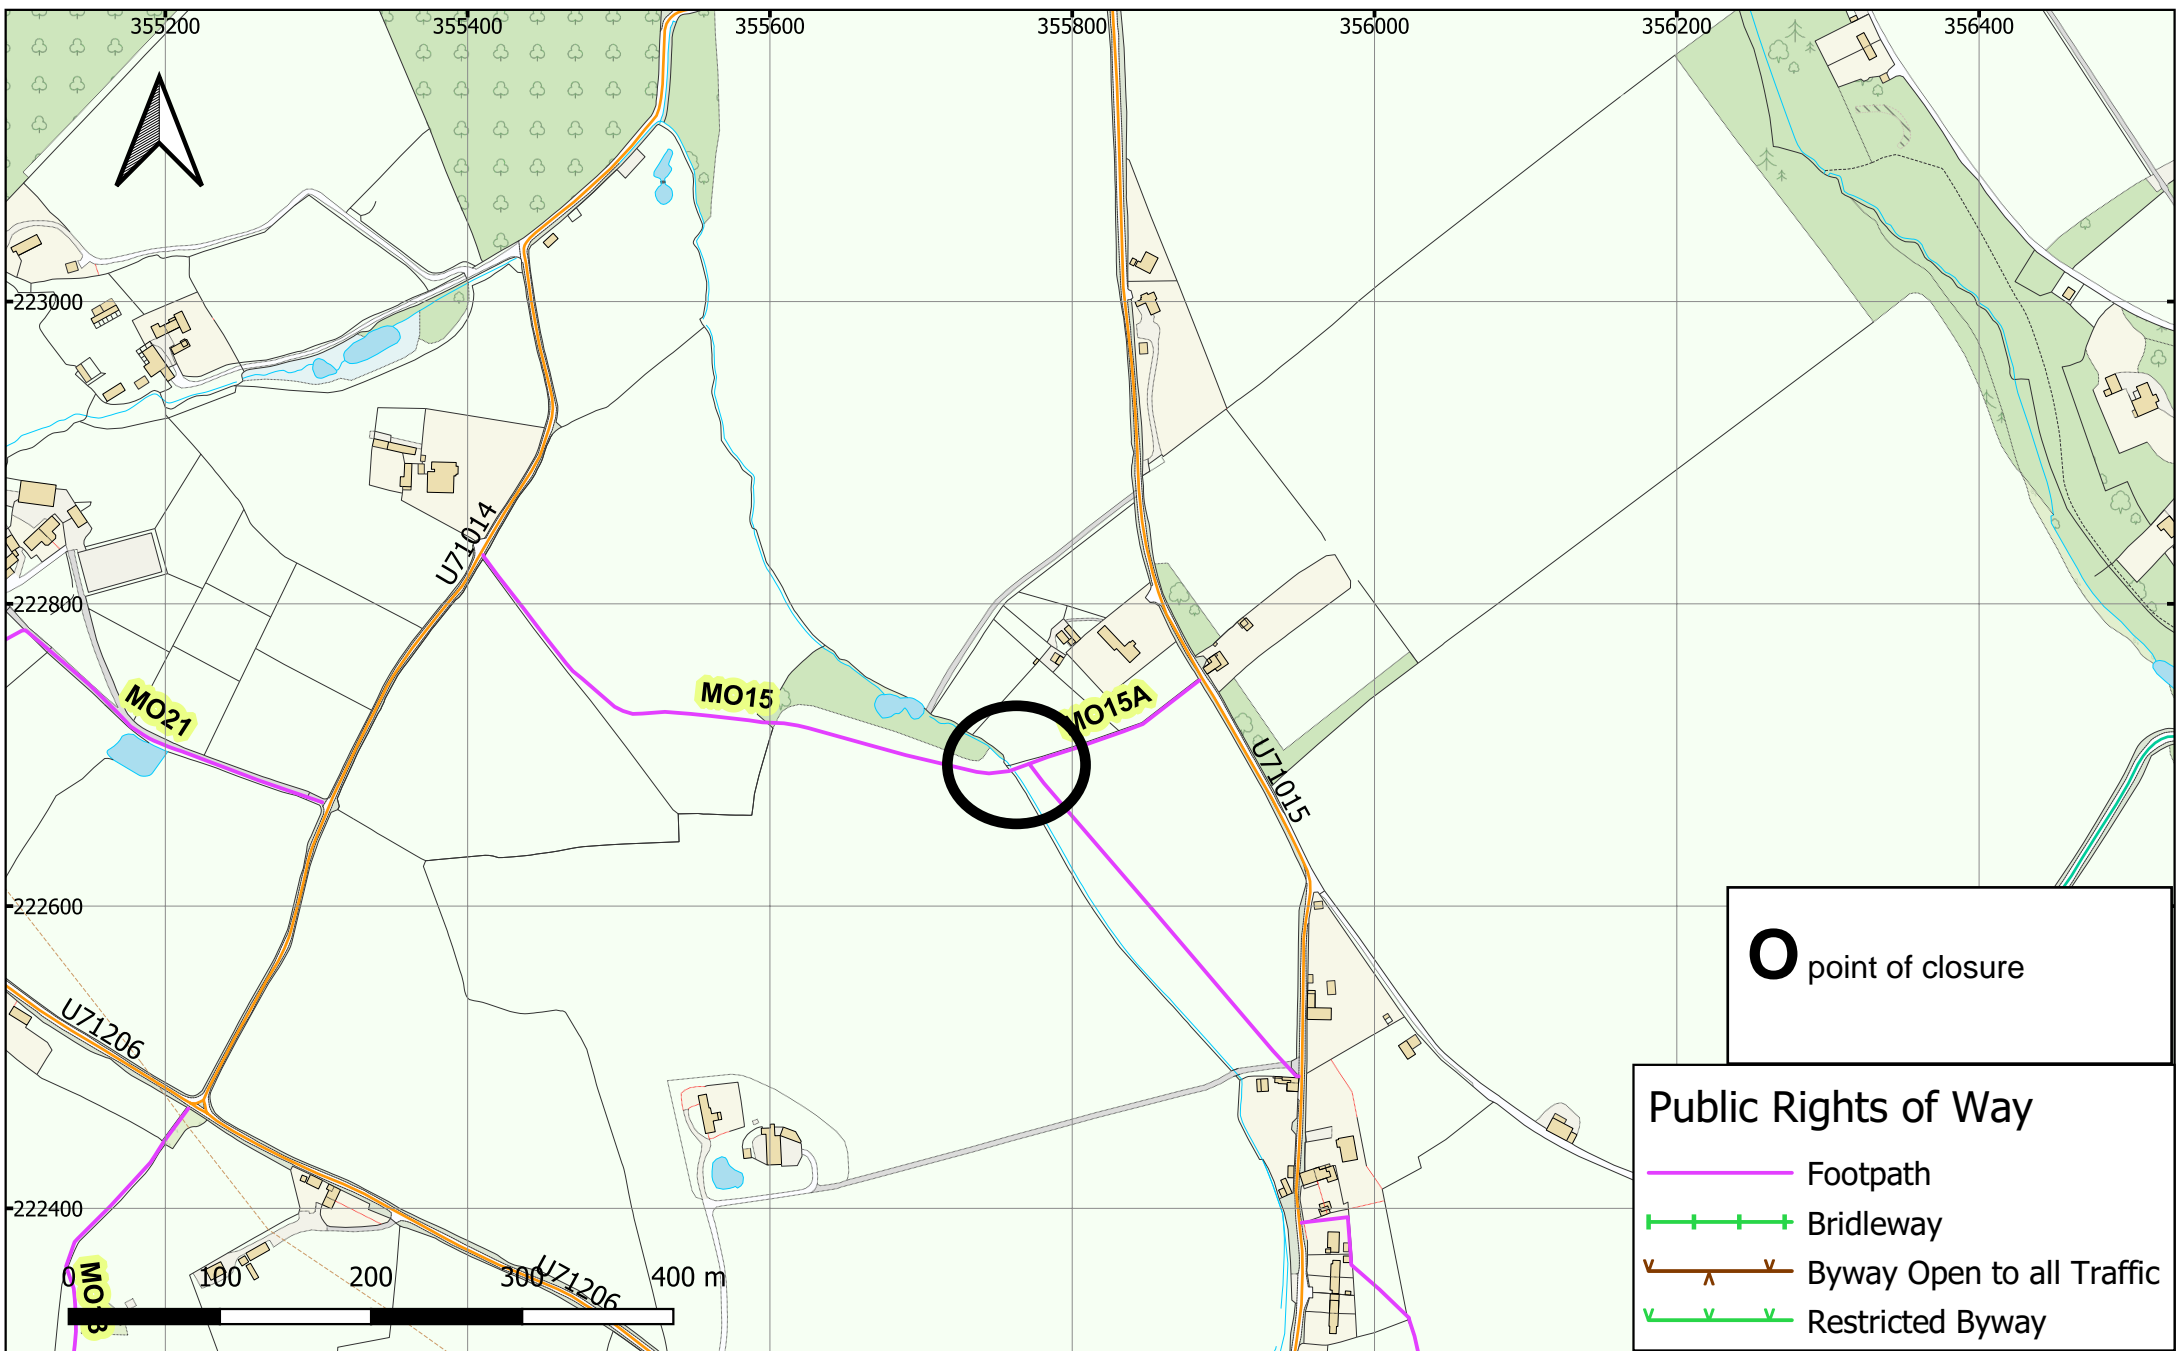 355200 355400 355600 355800 356000 356200 356400
223000
U71014
222800
MO21
MO15
MO15A
U71015
222600
O point of closure
U71206
Public Rights of Way
Footpath
222400
Bridleway
Byway Open to all Traffic
Restricted Byway
0 100 200 300 400 m
U71206